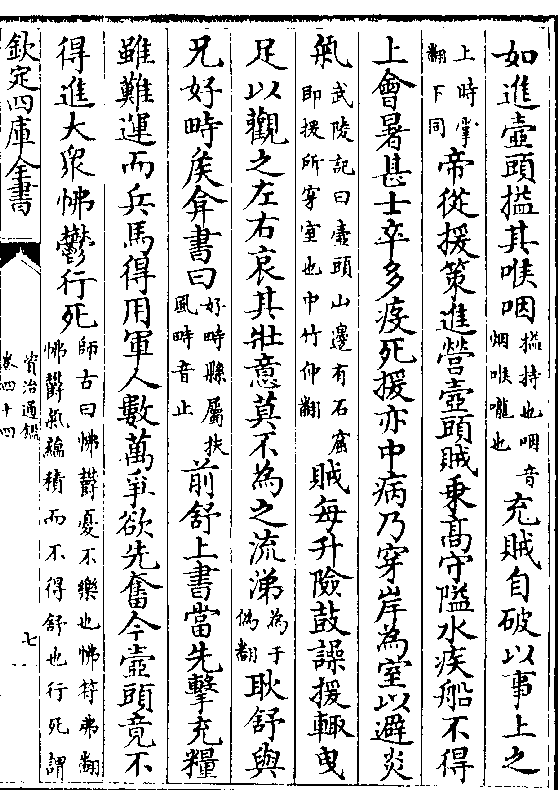 如進壺頭搤其喉咽搤持也咽音烟喉嚨也充賊自破以事上之
上時掌翻下同帝從援策進營壺頭賊乘高守隘水疾船不得
上會暑甚士卒多疫死援亦中病乃穿岸為室以避炎
氣武陵記曰壺頭山邊有石窟即援所穿室也中竹仲翻賊每升險鼓譟援輙曳
足以觀之左右哀其壯意莫不為之流涕為于偽翻耿舒與
兄好畤矦弇書曰好畤縣屬扶風畤音止前舒上書當先擊充糧
雖難運而兵馬得用軍人數萬爭欲先奮今壺頭竟不
得進大衆怫鬱行死師古曰怫鬱憂不樂也怫符弗翻怫鬱氣緼積而不得舒也行死謂
欽定四庫全書
資治通鑑
卷四十四
七